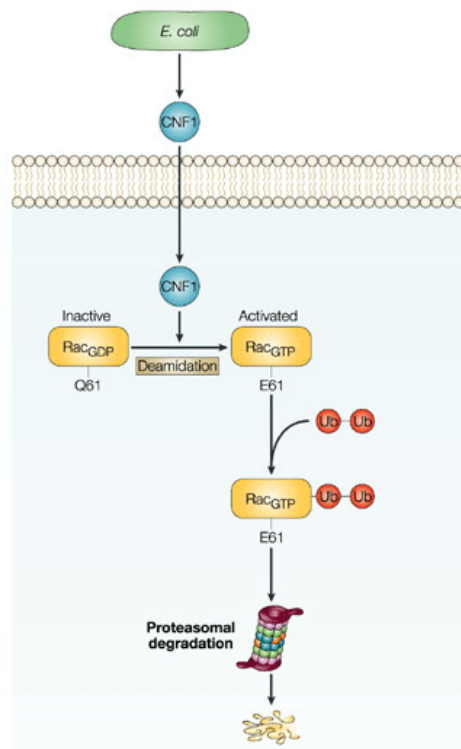 E. coli
CNF1
CNF1
Inactive
Activated
RacGDP
RacGTP
Deamidation
Q61
E61
Ub
Ub
RacGTP
Ub
Ub
E61
Proteasomal
degradation